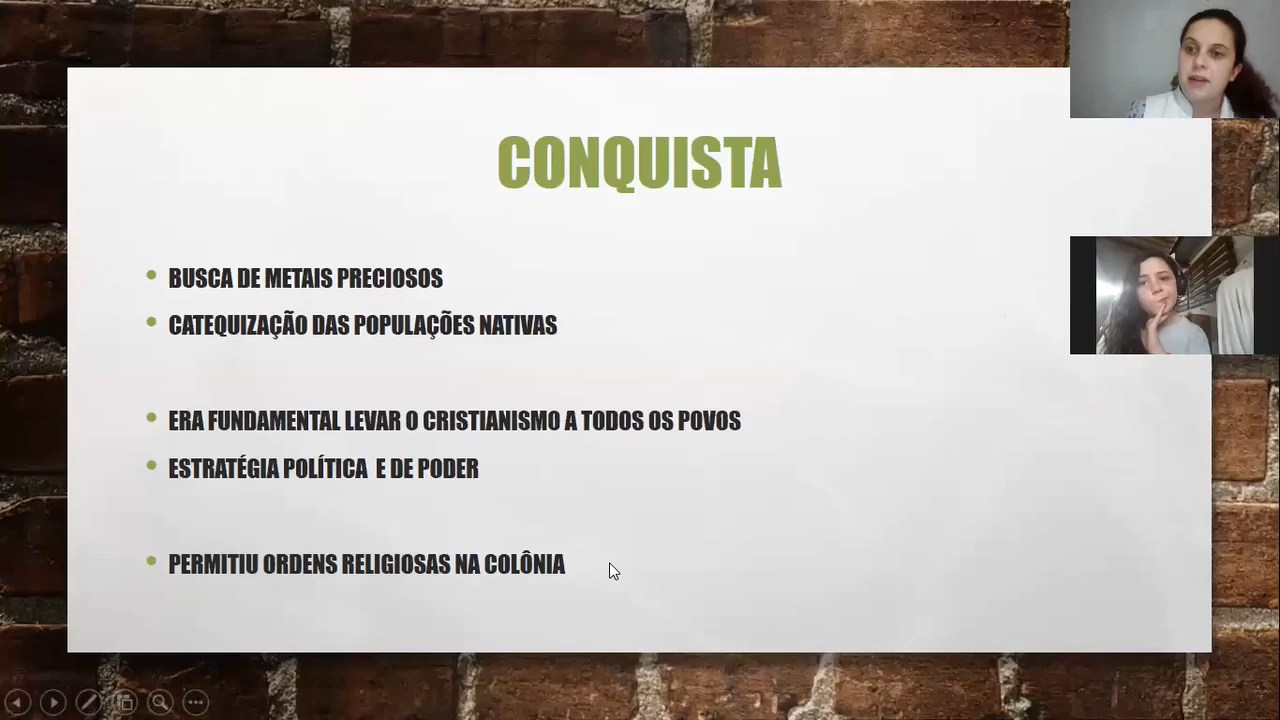 CONQUISTA
BUSCA DE METAIS PRECIOSOS
CATEQUIZAÇÃO DAS POPULAÇÕES NATIVAS
ERA FUNDAMENTAL LEVAR O CRISTIANISMO A TODOS OS POVOS
ESTRATÉGIA POLÍTICA E DE PODER
PERMITIU ORDENS RELIGIOSAS NA COLÔNIA